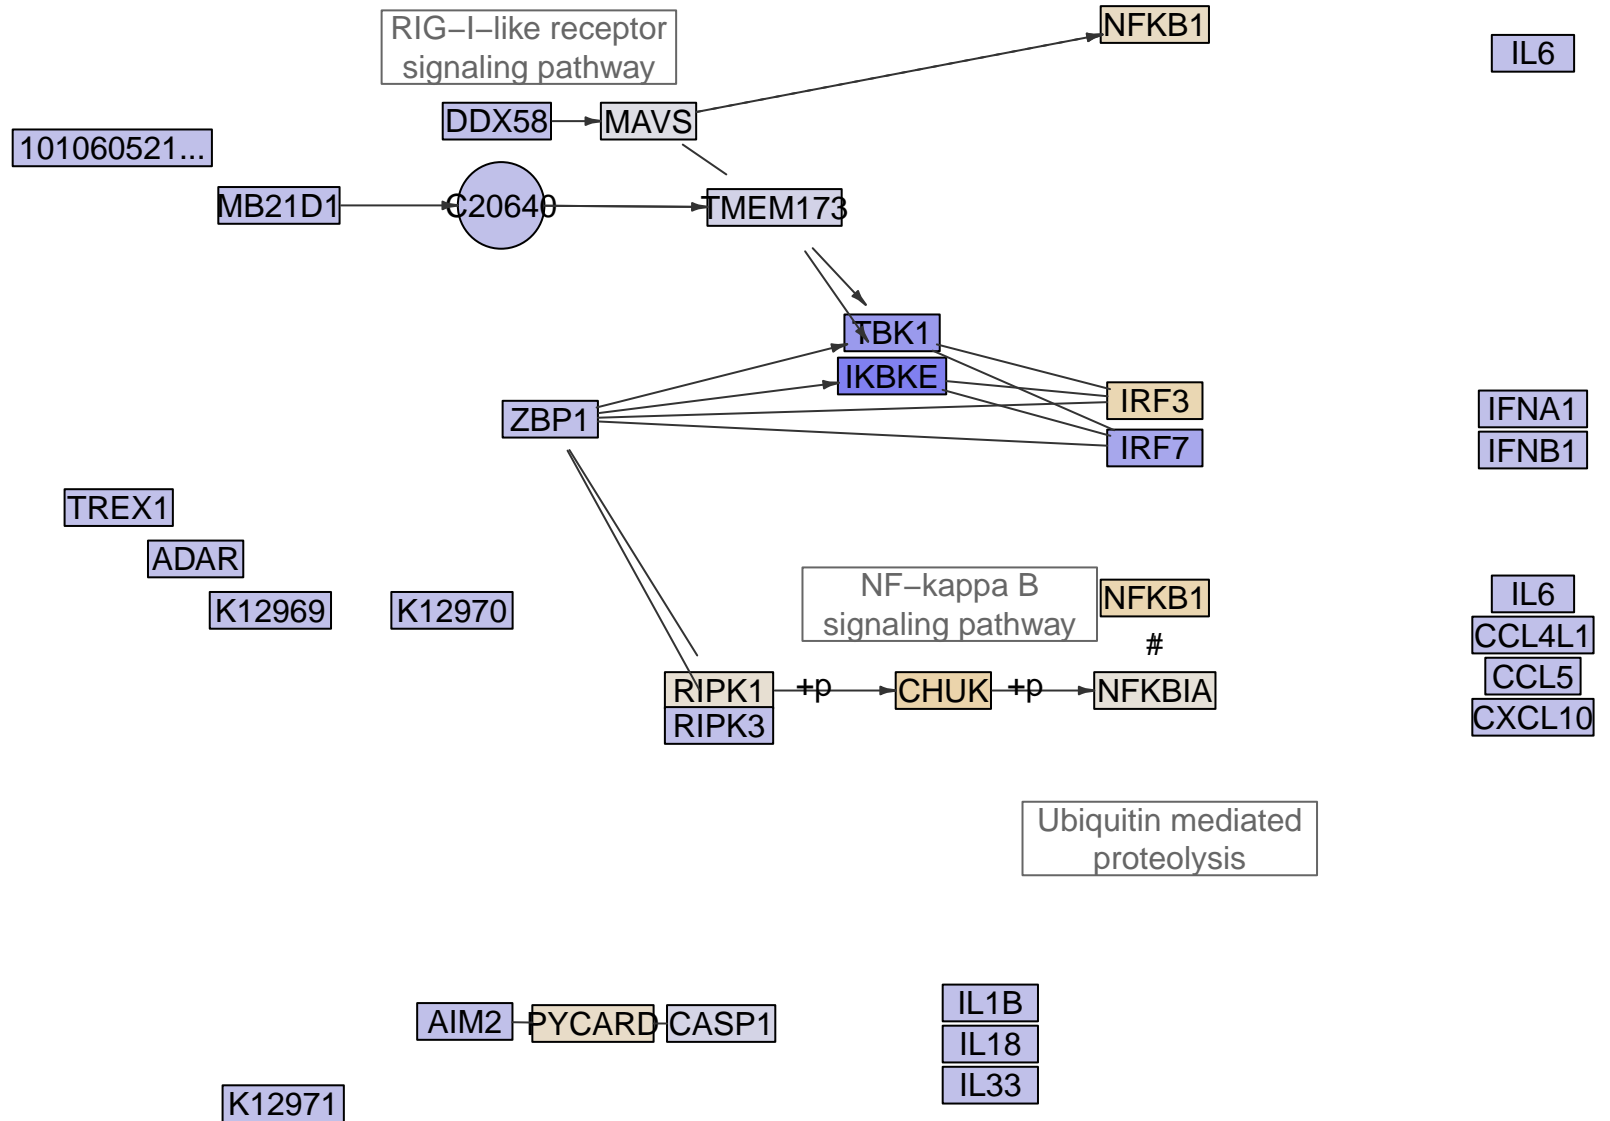 RIG−I−like receptor
signaling pathway
NFKB1
IL6
DDX58
MAVS
101060521...
MB21D1
C20640
TMEM173
TBK1
IKBKE
ZBP1
IRF3
IRF7
IFNA1
IFNB1
TREX1
ADAR
K12969
K12970
NF−kappa B
signaling pathway
NFKB1
#
IL6
CCL4L1
CCL5
CXCL10
RIPK1
+p
CHUK
+p
NFKBIA
RIPK3
Ubiquitin mediated
proteolysis
AIM2
PYCARD
CASP1
IL1B
IL18
IL33
K12971